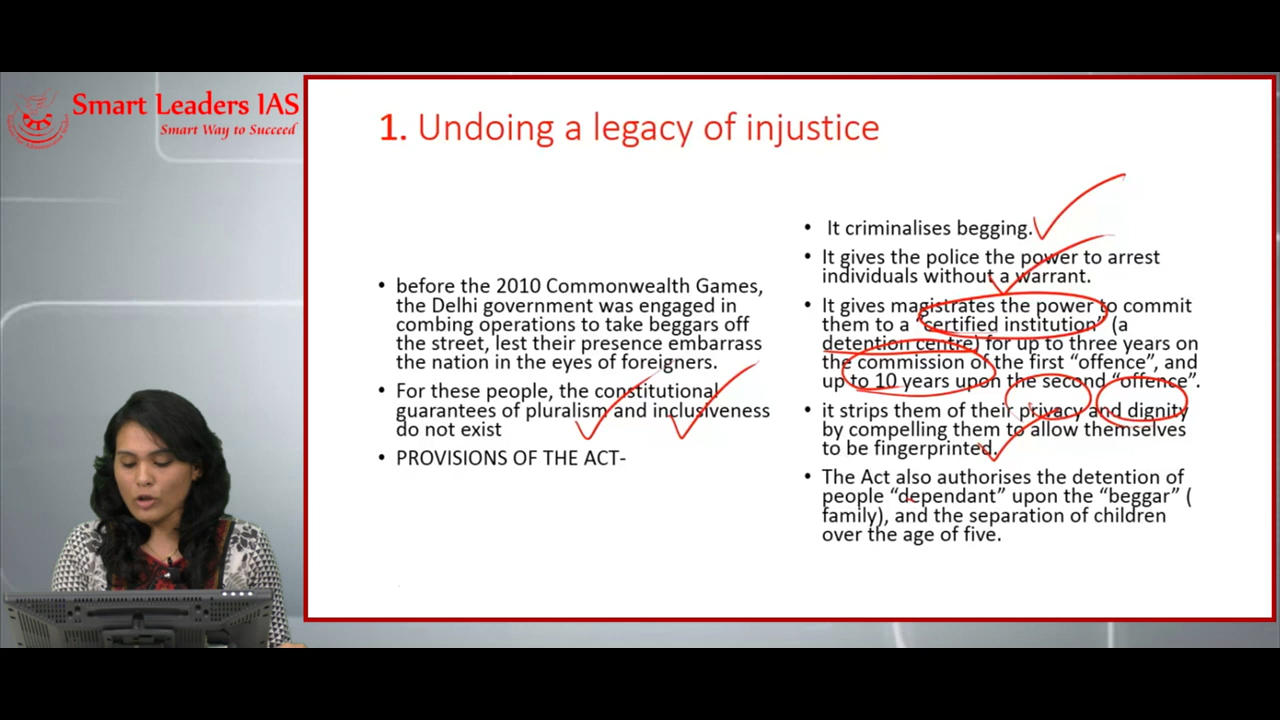 Smart Leaders IAS
Smart Way to Succeed
1. Undoing a legacy of injustice
• before the 2010 Commonwealth Games,
the Delhi government was engaged in
combing operations to take beggars off
the street, lest their presence embarrass
the nation in the eyes of foreigners.
• For these people, the constitutional
guarantees of pluralism and inclusiveness
do not exist
• PROVISIONS OF THE ACT-
• It criminalises begging.
• It gives the police the power to arrest
individuals without a warrant.
• It gives magistrates the power to commit
them to a “certified institution” (a
detention centre) for up to three years on
the commission of the first “offence”, and
up to 10 years upon the second “offence”.
• it strips them of their privacy and dignity
by compelling them to allow themselves
to be fingerprinted.
• The Act also authorises the detention of
people “dependant” upon the “beggar” (
family), and the separation of children
over the age of five.